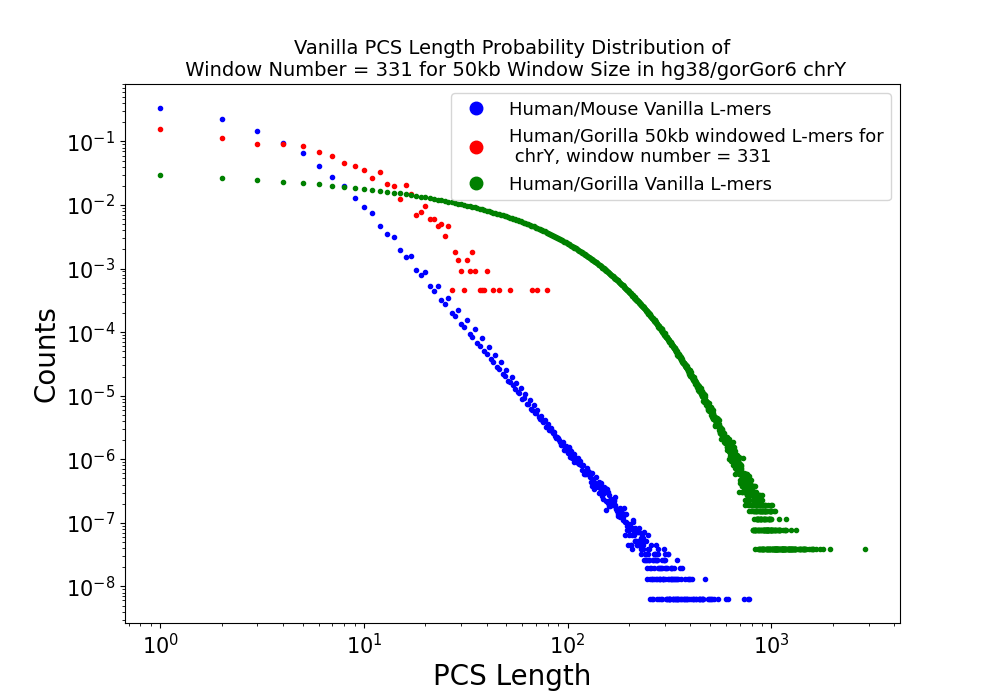 Vanilla PCS Length Probability Distribution of
Window Number = 331 for 50kb Window Size in hg38/gorGor6 chrY
Human/Mouse Vanilla L-mers
Human/Gorilla 50kb windowed L-mers for
chrY, window number = 331
Human/Gorilla Vanilla L-mers
Counts
10⁻¹
10⁻²
10⁻³
10⁻⁴
10⁻⁵
10⁻⁶
10⁻⁷
10⁻⁸
10⁰ 10¹ 10² 10³
PCS Length